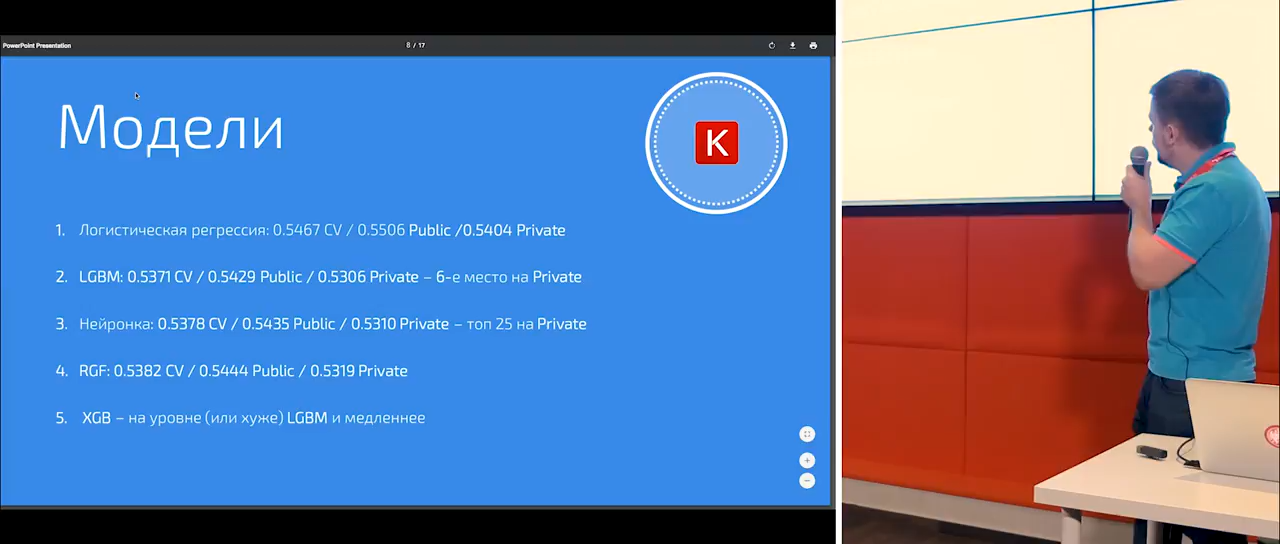 PowerPoint Presentation
8 / 17
Модели
K
1. Логистическая регрессия: 0.5467 CV / 0.5506 Public /0.5404 Private
2. LGBM: 0.5371 CV / 0.5429 Public / 0.5306 Private – 6-е место на Private
3. Нейронка: 0.5378 CV / 0.5435 Public / 0.5310 Private – топ 25 на Private
4. RGF: 0.5382 CV / 0.5444 Public / 0.5319 Private
5. XGB – на уровне (или хуже) LGBM и медленнее